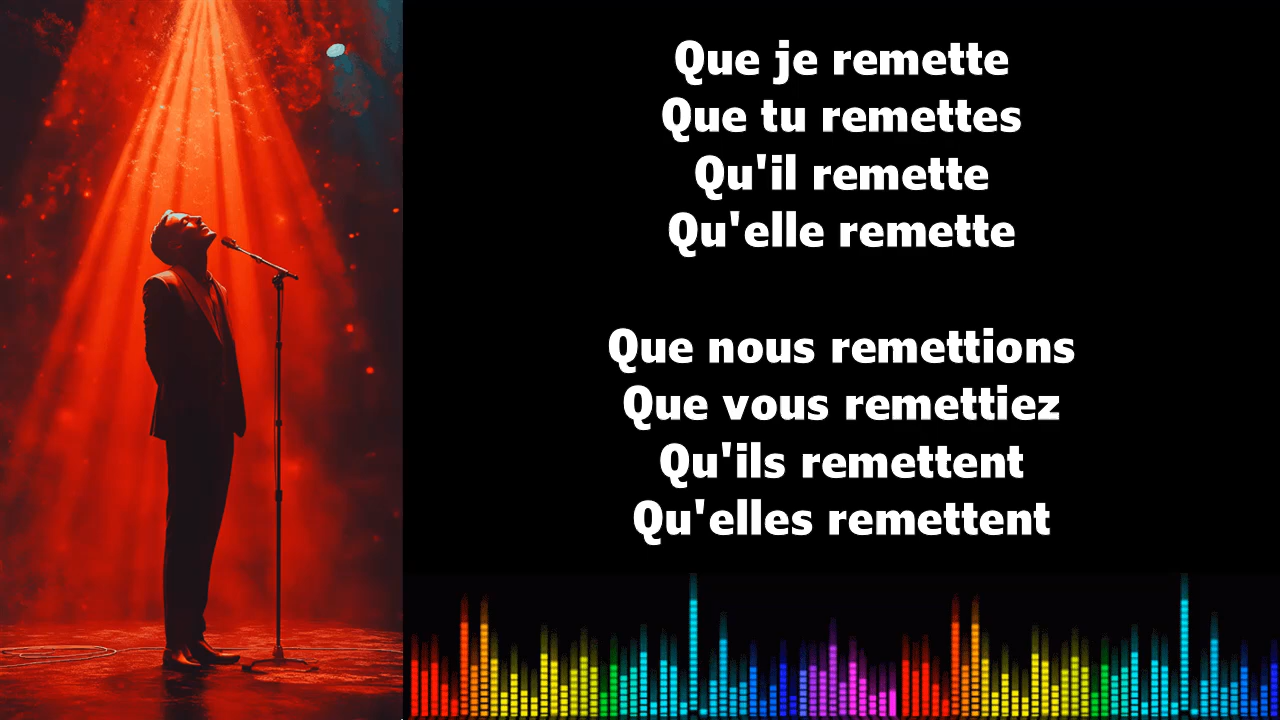 Que je remette
Que tu remettes
Qu'il remette
Qu'elle remette
Que nous remettions
Que vous remettiez
Qu'ils remettent
Qu'elles remettent